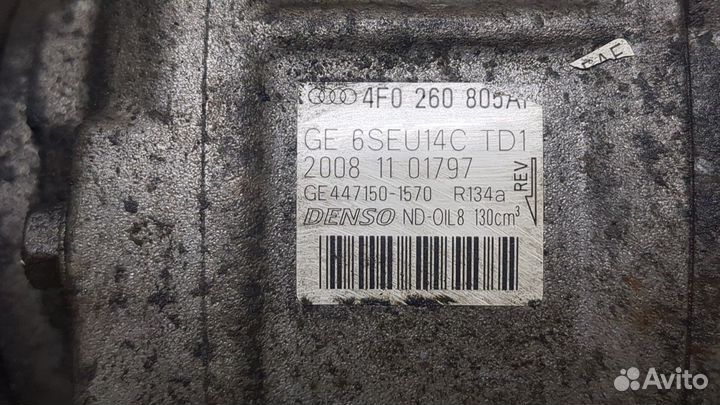 4F0 260 805A
GE 6SEU14C TD1
2008 11 01797
GE447150-1570 R134a
REV
DENSO ND-OIL8 130cm³
Avito